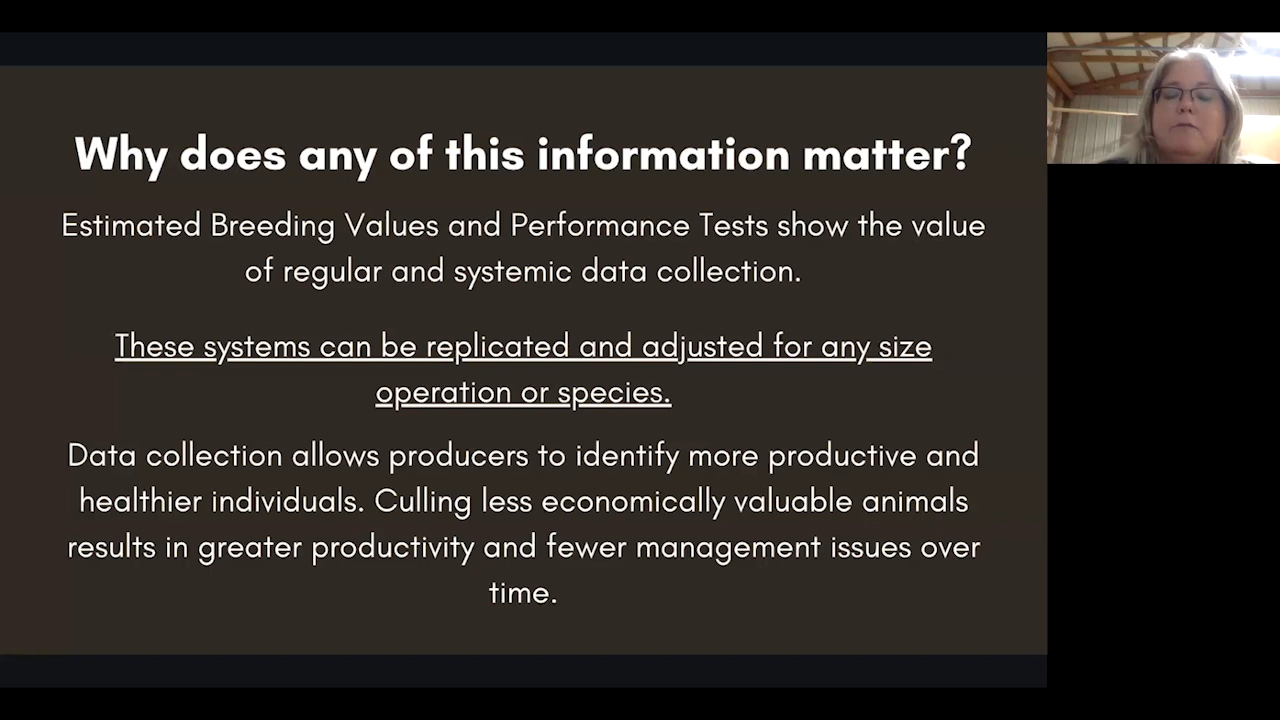 Why does any of this information matter?
Estimated Breeding Values and Performance Tests show the value
of regular and systemic data collection.
These systems can be replicated and adjusted for any size
operation or species.
Data collection allows producers to identify more productive and
healthier individuals. Culling less economically valuable animals
results in greater productivity and fewer management issues over
time.